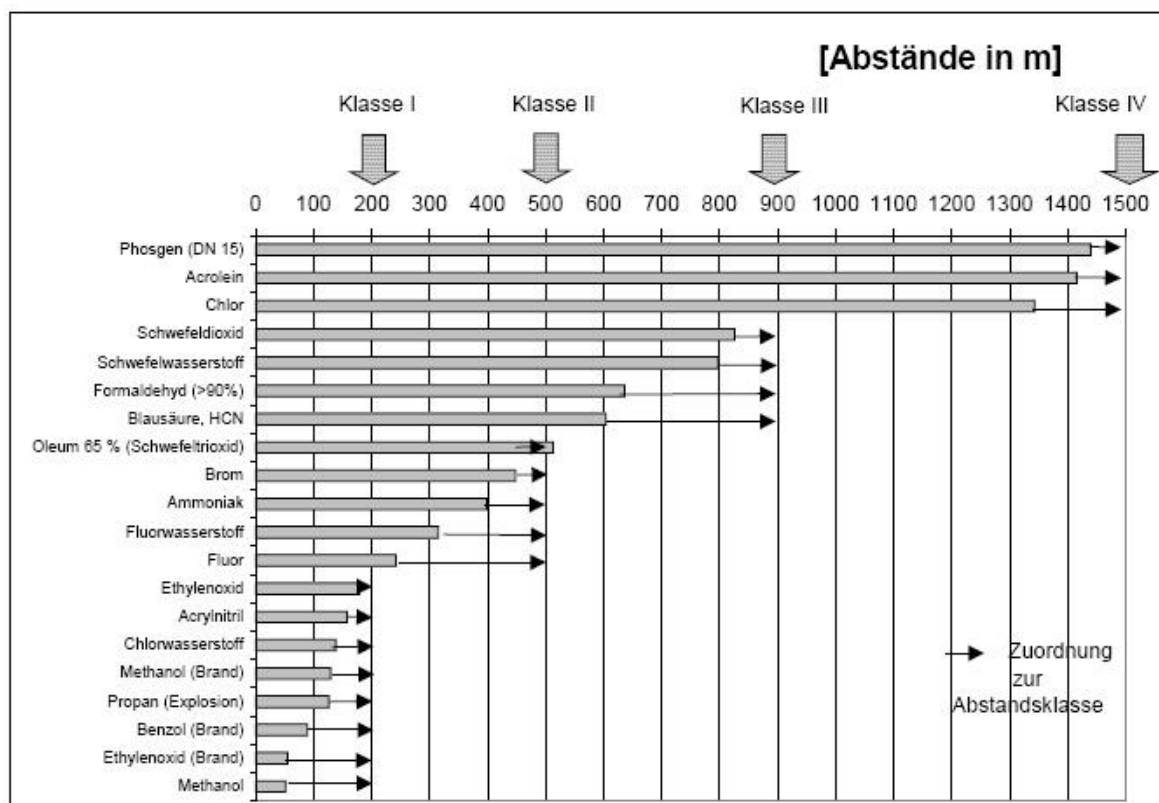 [Abstände in m]
Klasse I Klasse II Klasse III Klasse IV
0 100 200 300 400 500 600 700 800 900 1000 1100 1200 1300 1400 1500
Phosgen (DN 15)
Acrolein
Chlor
Schwefeldioxid
Schwefelwasserstoff
Formaldehyd (>90%)
Blausäure, HCN
Oleum 65 % (Schwefeltrioxid)
Brom
Ammoniak
Fluorwasserstoff
Fluor
Ethylenoxid
Acrylnitril
Chlorwasserstoff
Methanol (Brand)
Propan (Explosion)
Benzol (Brand)
Ethylenoxid (Brand)
Methanol
Zuordnung
zur
Abstandsklasse